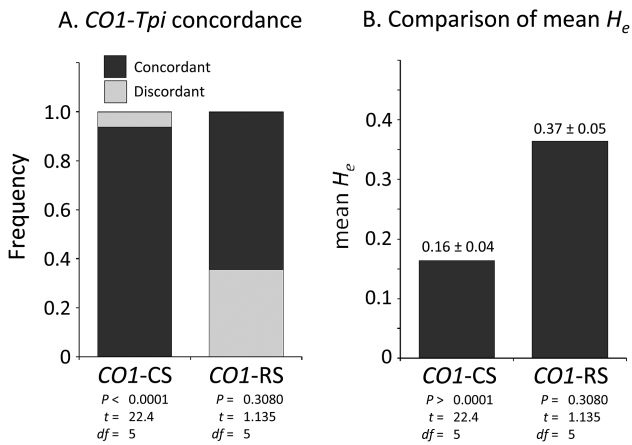 A. CO1-Tpi concordance
Concordant
Discordant
Frequency
1.0
0.8
0.6
0.4
0.2
0
CO1-CS
CO1-RS
P < 0.0001
t = 22.4
df = 5
P = 0.3080
t = 1.135
df = 5
B. Comparison of mean He
mean He
0.4
0.3
0.2
0.1
0
0.16 ± 0.04
0.37 ± 0.05
CO1-CS
CO1-RS
P > 0.0001
t = 22.4
df = 5
P = 0.3080
t = 1.135
df = 5